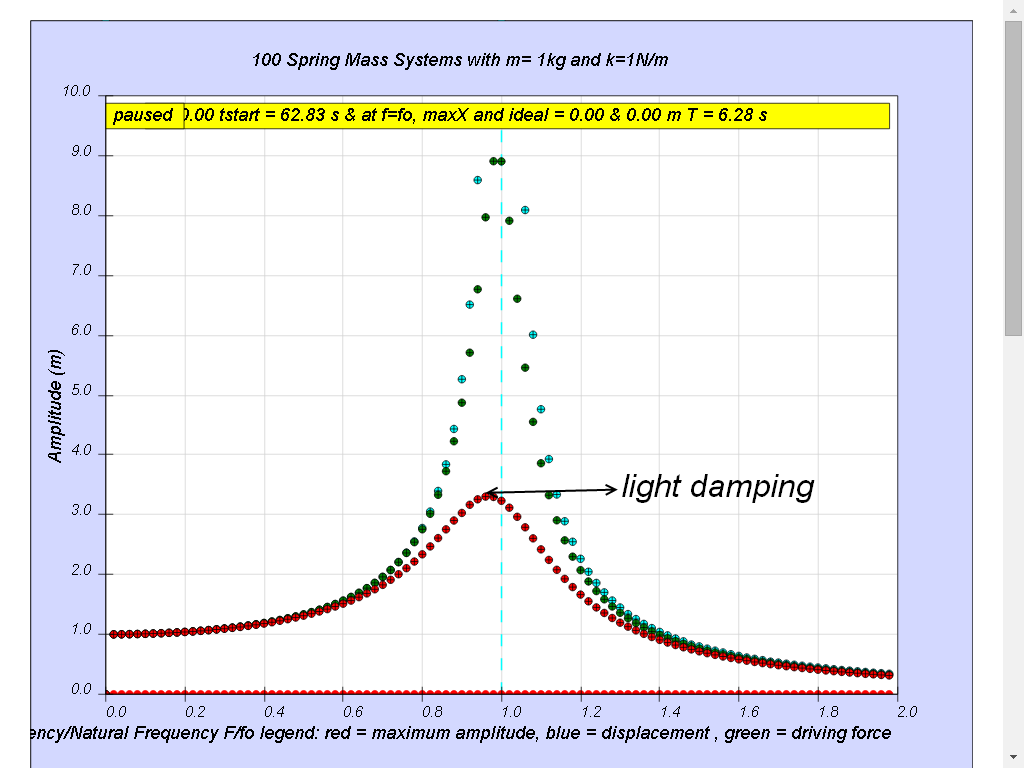 100 Spring Mass Systems with m= 1kg and k=1N/m
10.0
paused 0.00 tstart = 62.83 s & at f=fo, maxX and ideal = 0.00 & 0.00 m T = 6.28 s
9.0
8.0
7.0
6.0
Amplitude (m)
5.0
4.0
light damping
3.0
2.0
1.0
0.0
0.0 0.2 0.4 0.6 0.8 1.0 1.2 1.4 1.6 1.8 2.0
ency/Natural Frequency F/fo legend: red = maximum amplitude, blue = displacement , green = driving force